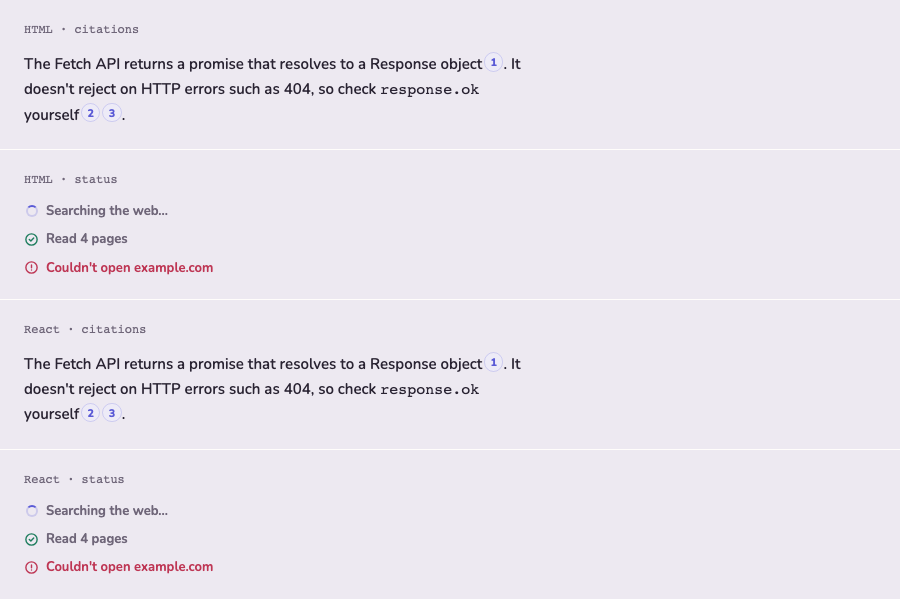 HTML · citations
The Fetch API returns a promise that resolves to a Response object 1. It
doesn't reject on HTTP errors such as 404, so check response.ok
yourself 2 3.
HTML · status
Searching the web…
Read 4 pages
Couldn't open example.com
React · citations
The Fetch API returns a promise that resolves to a Response object 1. It
doesn't reject on HTTP errors such as 404, so check response.ok
yourself 2 3.
React · status
Searching the web…
Read 4 pages
Couldn't open example.com